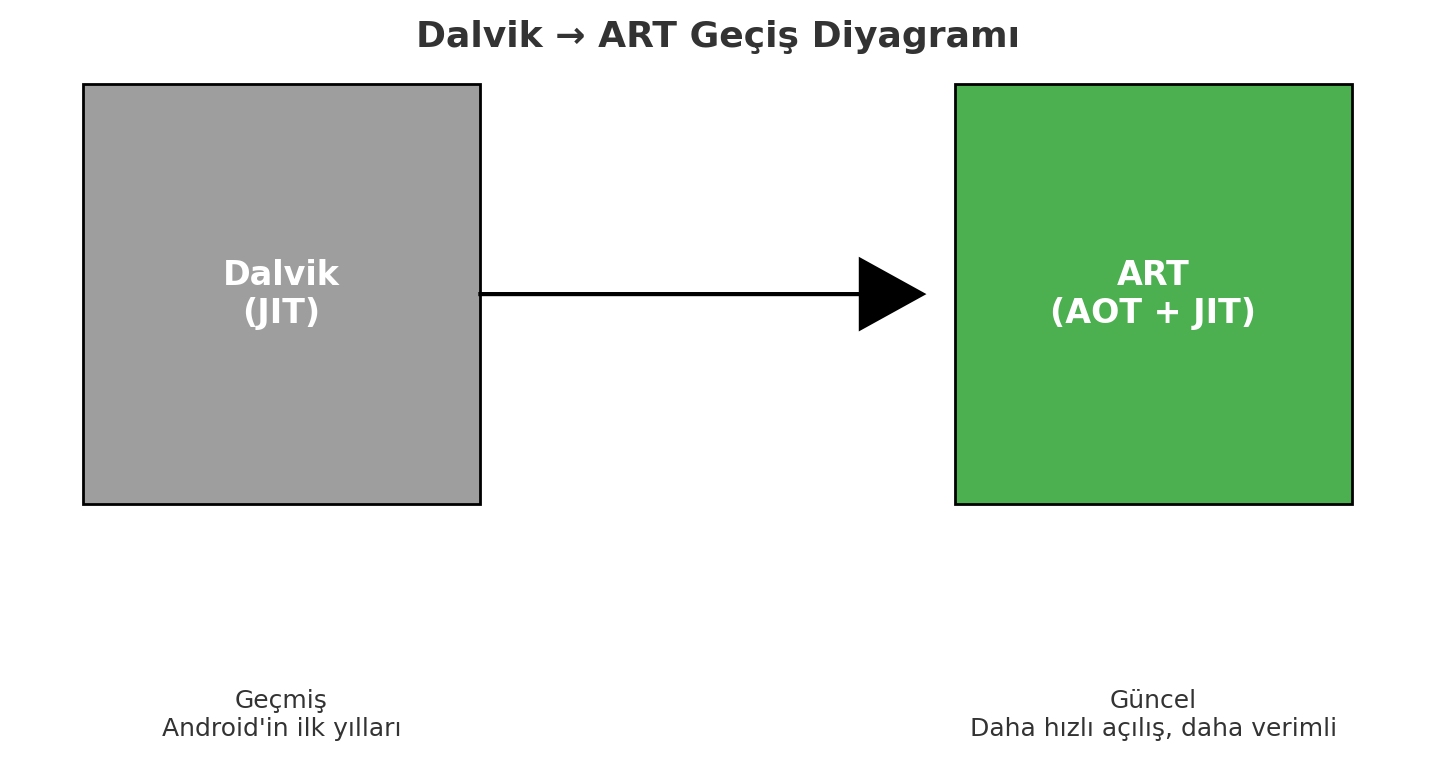 Dalvik → ART Geçiş Diyagramı
Dalvik
(JIT)
ART
(AOT + JIT)
Geçmiş
Android'in ilk yılları
Güncel
Daha hızlı açılış, daha verimli